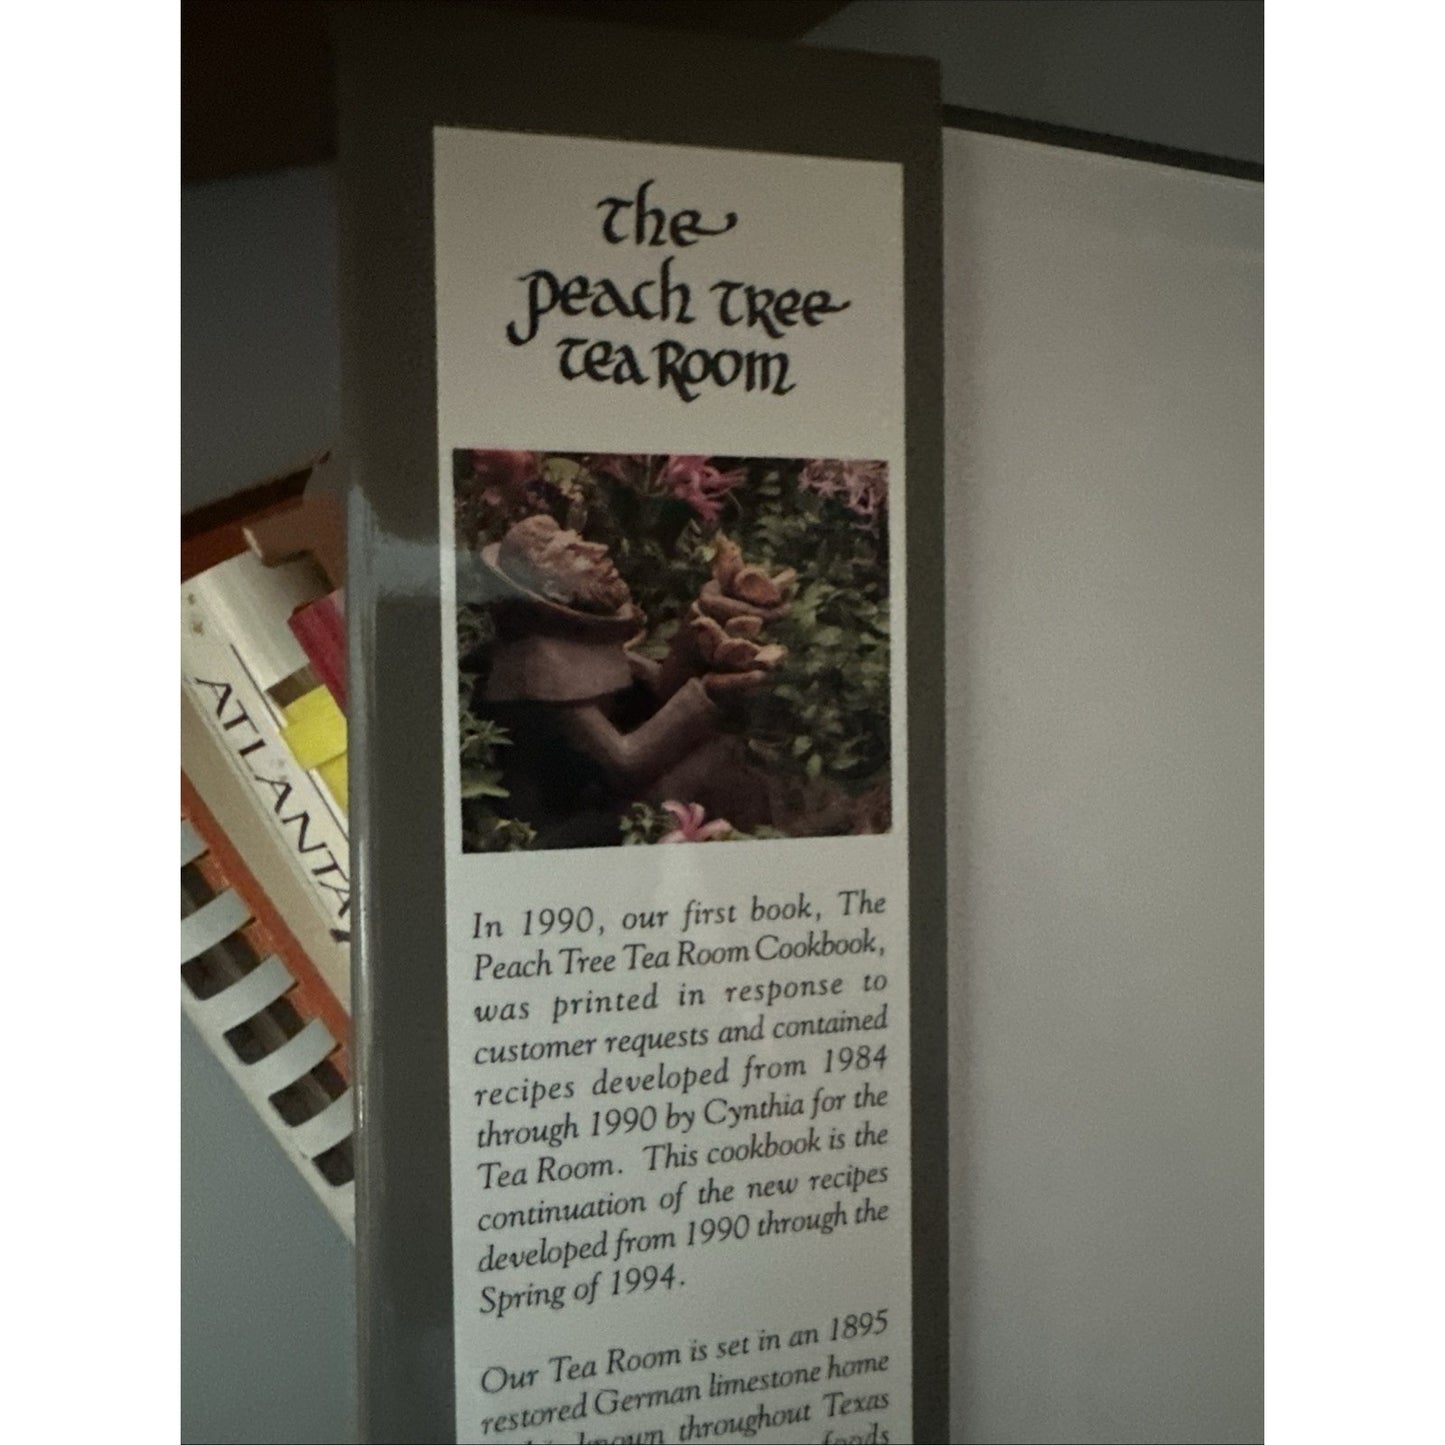 The
Peach Tree
Tea Room
In 1990, our first book, The
Peach Tree Tea Room Cookbook,
was printed in response to
customer requests and contained
recipes developed from 1984
through 1990 by Cynthia for the
Tea Room. This cookbook is the
continuation of the new recipes
developed from 1990 through the
Spring of 1994.
Our Tea Room is set in an 1895
restored German limestone home
known throughout Texas
foods
ATLANTA